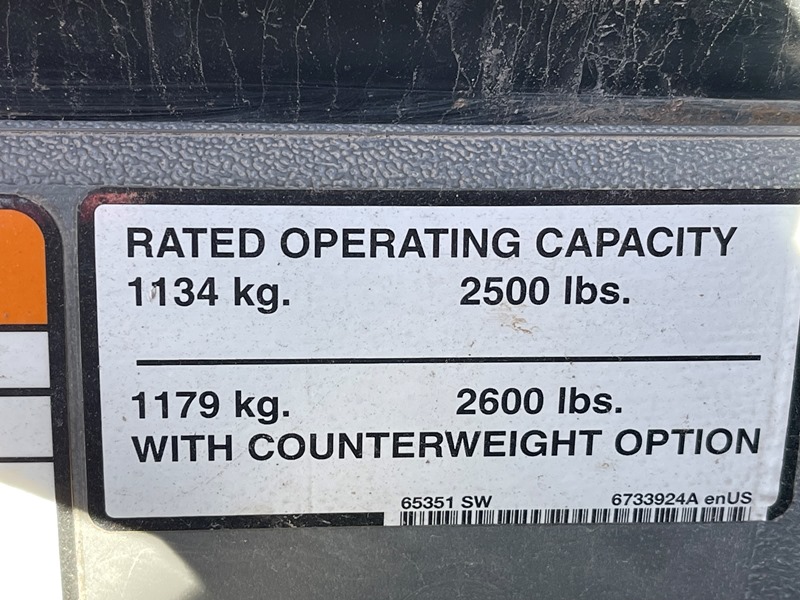 RATED OPERATING CAPACITY
1134 kg. 2500 lbs.
1179 kg. 2600 lbs.
WITH COUNTERWEIGHT OPTION
65351 SW 6733924A enUS